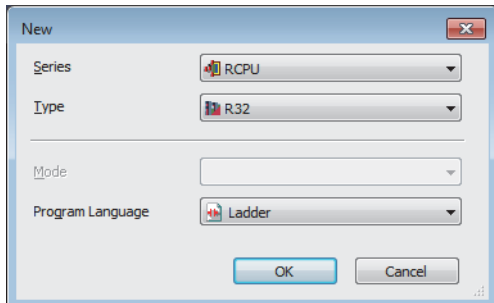 New
Series RCPU
Type R32
Mode
Program Language Ladder
OK Cancel